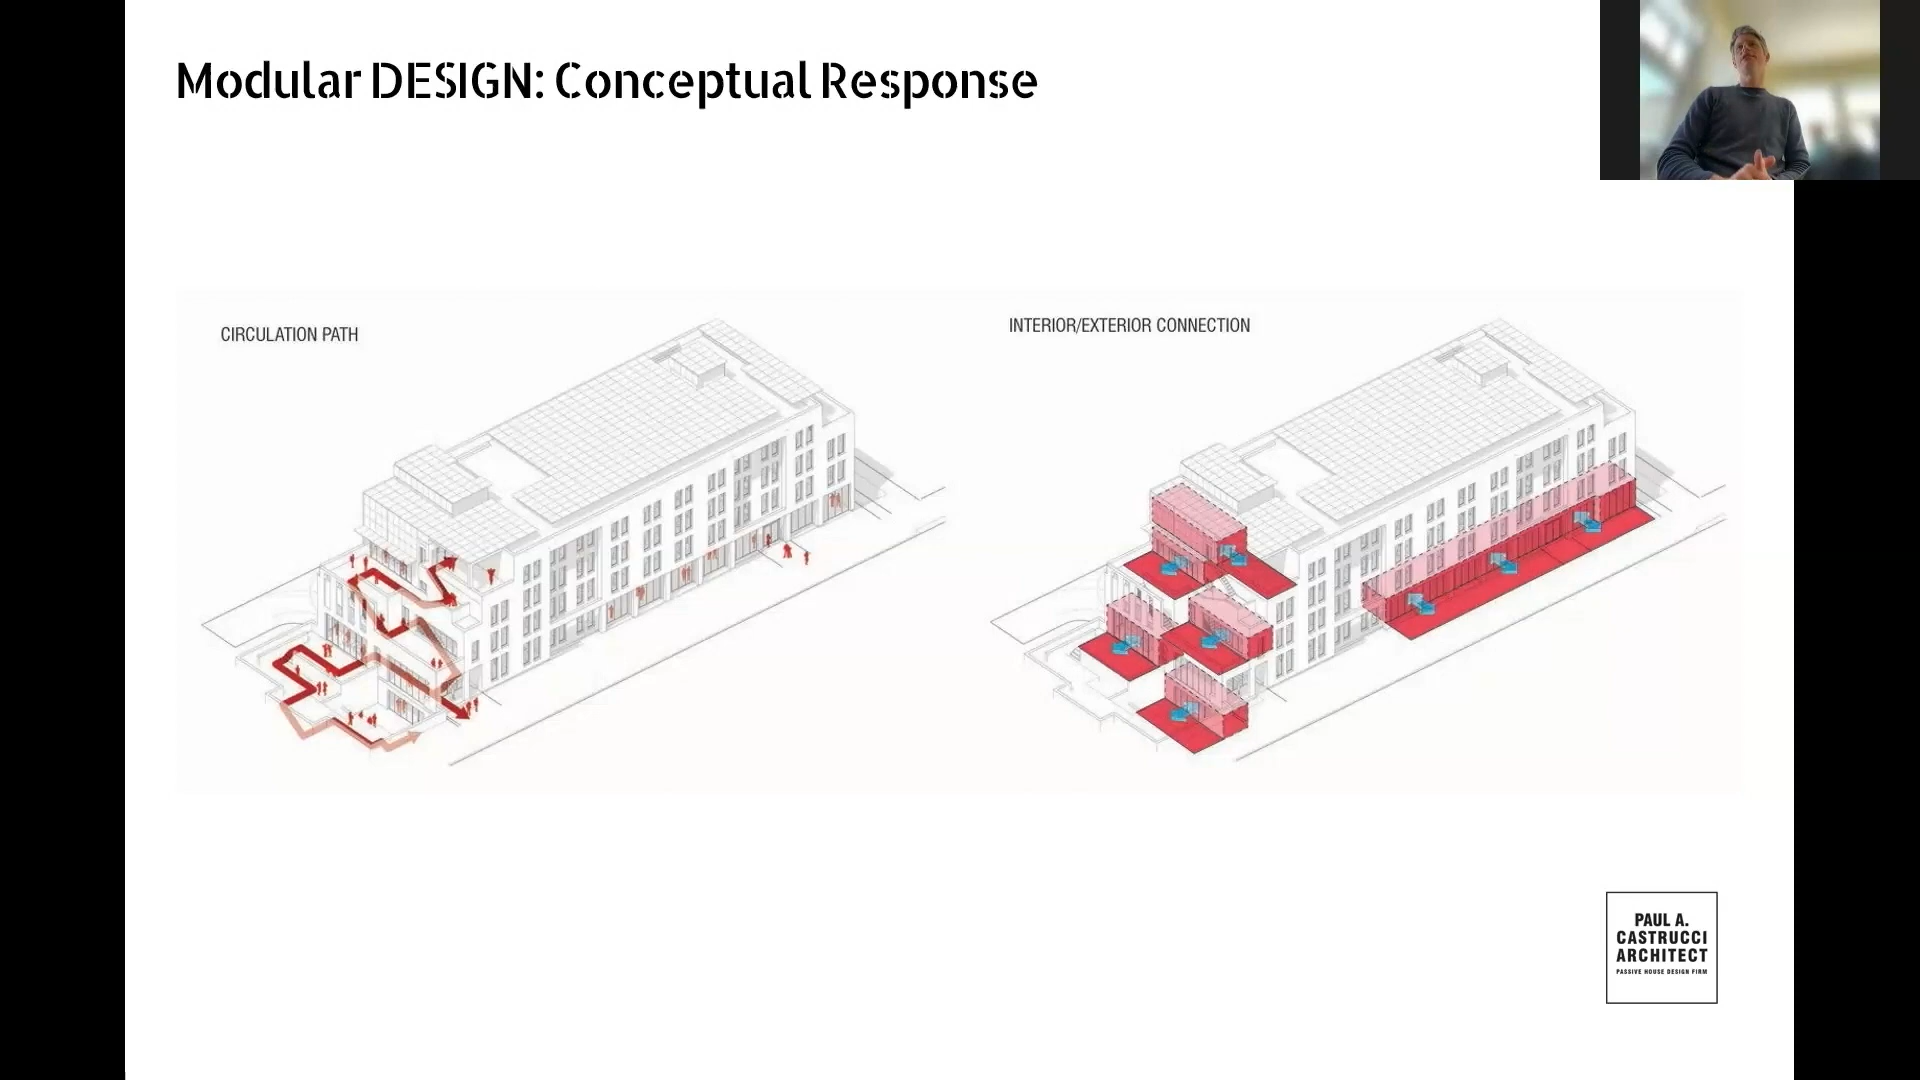 Modular DESIGN: Conceptual Response
CIRCULATION PATH
INTERIOR/EXTERIOR CONNECTION
PAUL A.
CASTRUCCI
ARCHITECT
PASSIVE HOUSE DESIGN FIRM